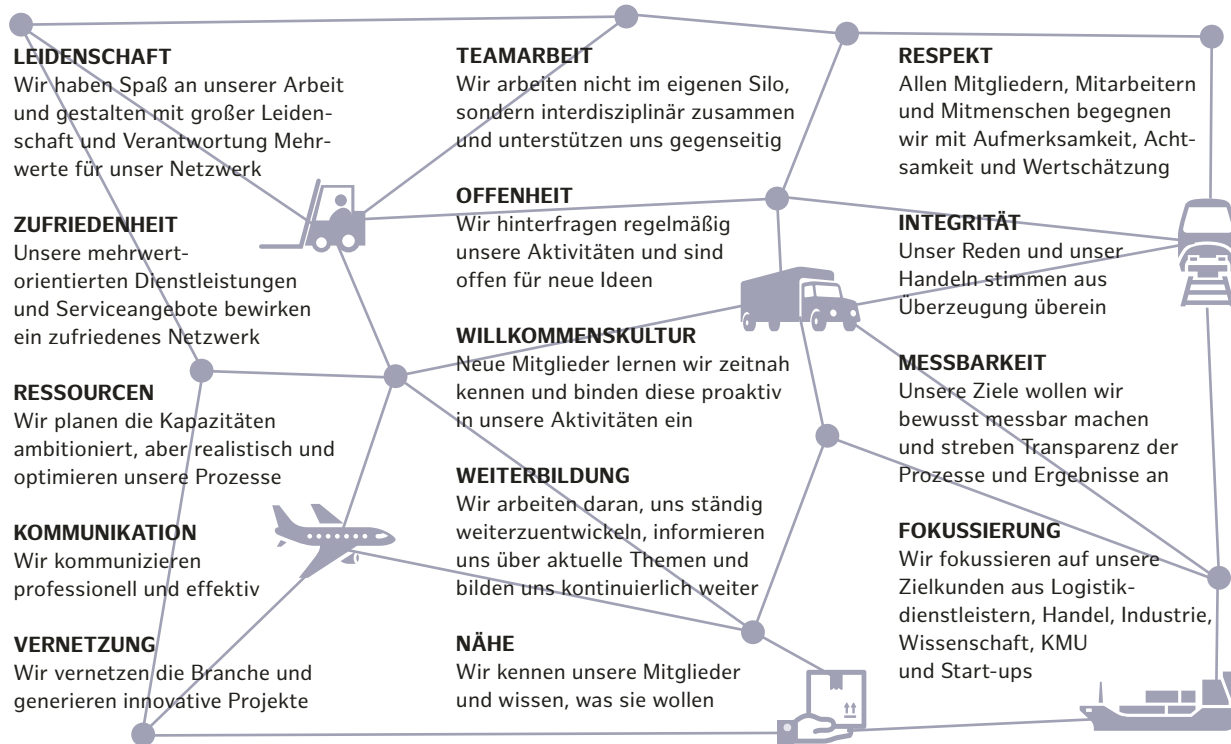 LEIDENSCHAFT
Wir haben Spaß an unserer Arbeit
und gestalten mit großer Leiden-
schaft und Verantwortung Mehr-
werte für unser Netzwerk
ZUFRIEDENHEIT
Unsere mehrwert-
orientierten Dienstleistungen
und Serviceangebote bewirken
ein zufriedenes Netzwerk
RESSOURCEN
Wir planen die Kapazitäten
ambitioniert, aber realistisch und
optimieren unsere Prozesse
KOMMUNIKATION
Wir kommunizieren
professionell und effektiv
VERNETZUNG
Wir vernetzen die Branche und
generieren innovative Projekte
TEAMARBEIT
Wir arbeiten nicht im eigenen Silo,
sondern interdisziplinär zusammen
und unterstützen uns gegenseitig
OFFENHEIT
Wir hinterfragen regelmäßig
unsere Aktivitäten und sind
offen für neue Ideen
WILLKOMMENSKULTUR
Neue Mitglieder lernen wir zeitnah
kennen und binden diese proaktiv
in unsere Aktivitäten ein
WEITERBILDUNG
Wir arbeiten daran, uns ständig
weiterzuentwickeln, informieren
uns über aktuelle Themen und
bilden uns kontinuierlich weiter
NÄHE
Wir kennen unsere Mitglieder
und wissen, was sie wollen
RESPEKT
Allen Mitgliedern, Mitarbeitern
und Mitmenschen begegnen
wir mit Aufmerksamkeit, Acht-
samkeit und Wertschätzung
INTEGRITÄT
Unser Reden und unser
Handeln stimmen aus
Überzeugung überein
MESSBARKEIT
Unsere Ziele wollen wir
bewusst messbar machen
und streben Transparenz der
Prozesse und Ergebnisse an
FOKUSSIERUNG
Wir fokussieren auf unsere
Zielkunden aus Logistik-
dienstleistern, Handel, Industrie,
Wissenschaft, KMU
und Start-ups